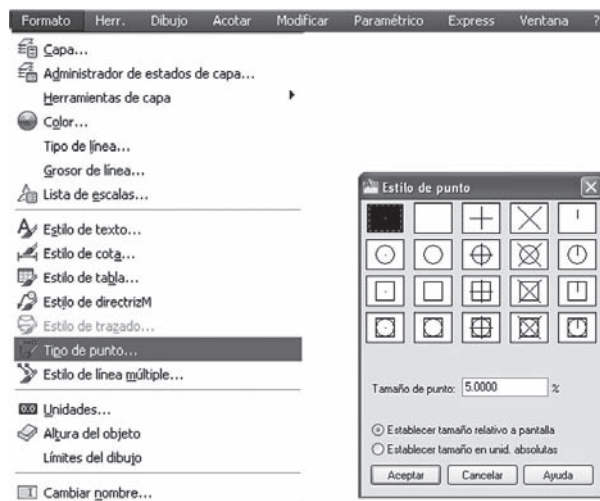 Formato Herr. Dibujo Acotar Modificar Paramétrico Express Ventana ?
Capa...
Administrador de estados de capa...
Herramientas de capa
Color...
Tipo de línea...
Grosor de línea...
Lista de escalas...
Estilo de texto...
Estilo de cota...
Estilo de tabla...
Estilo de directrizM
Estilo de trazado...
Tipo de punto...
Estilo de línea múltiple...
0.0 Unidades...
Altura del objeto
Límites del dibujo
Cambiar nombre...
Estilo de punto
Tamaño de punto: 5.0000 %
Establecer tamaño relativo a pantalla
Establecer tamaño en unid. absolutas
Aceptar Cancelar Ayuda